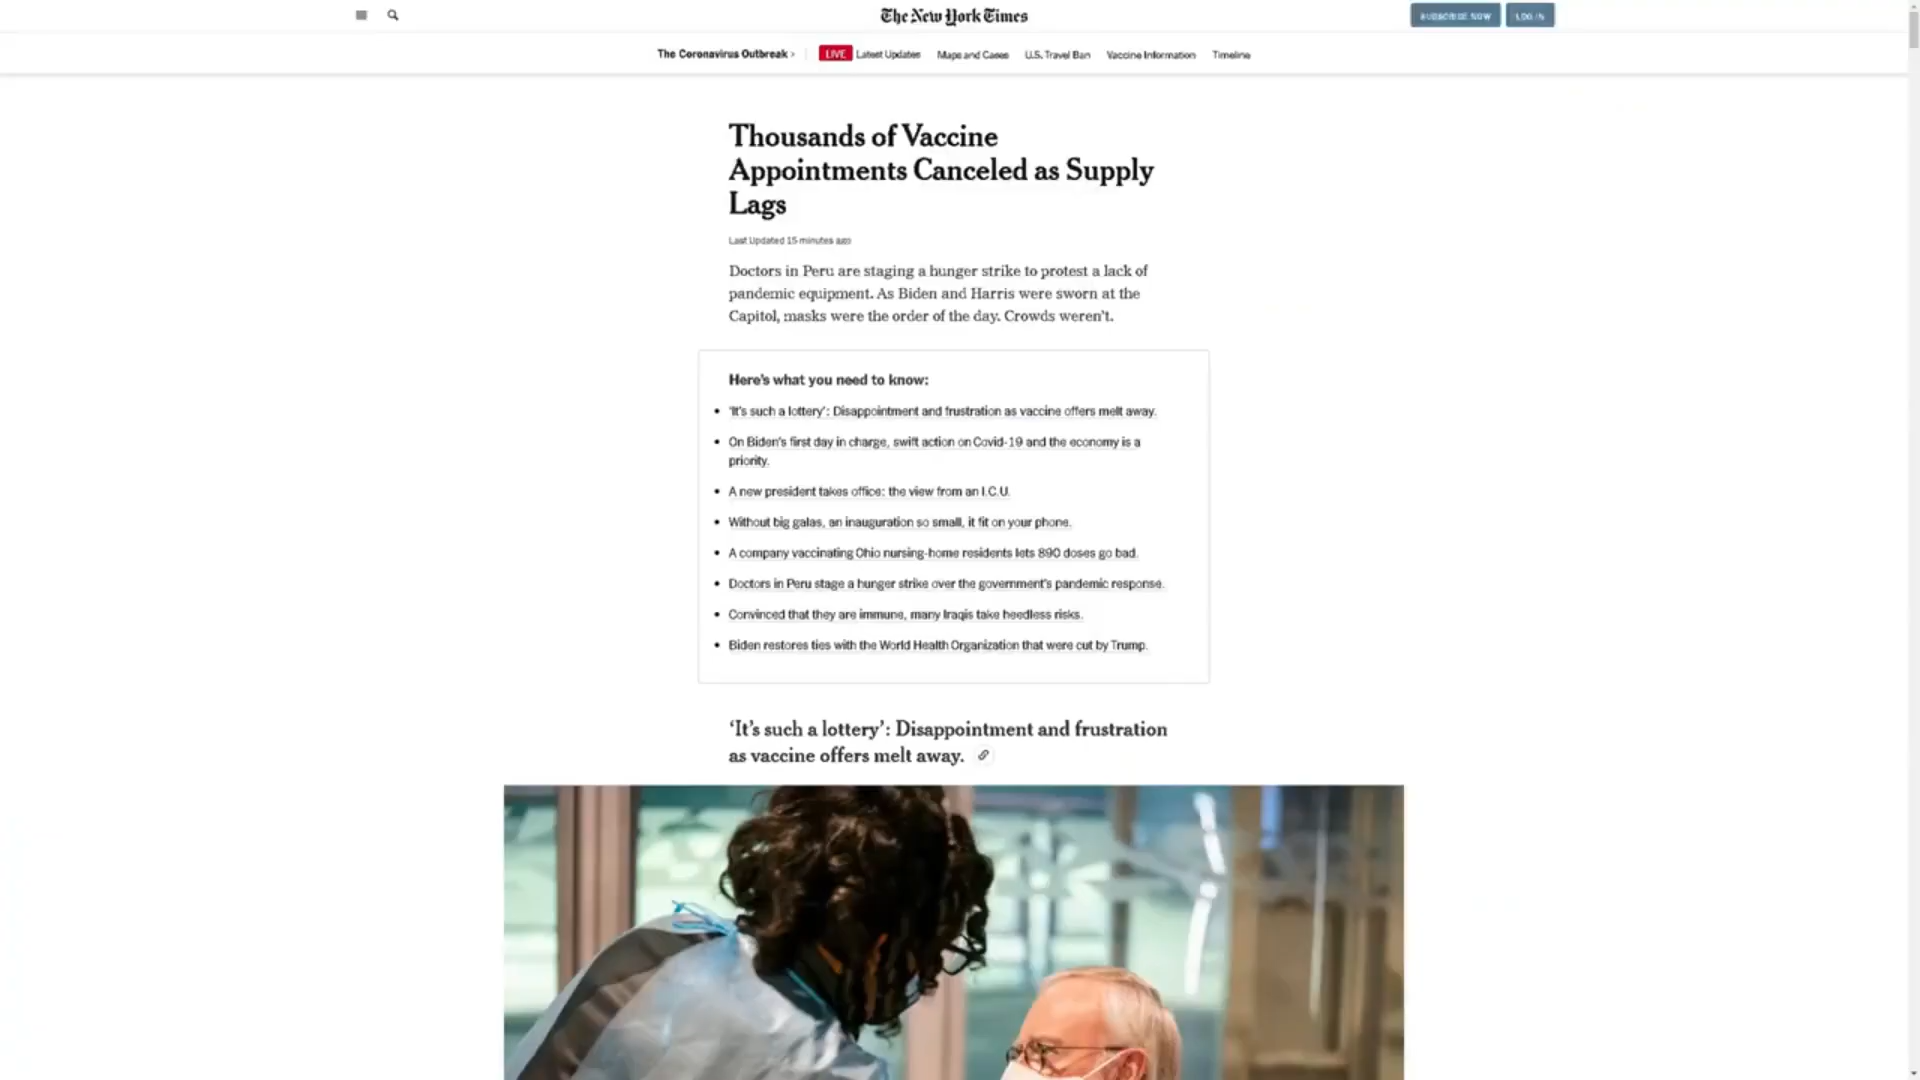 The New York Times
SUBSCRIBE NOW
LOG IN
The Coronavirus Outbreak ›
LIVE Latest Updates
Maps and Cases
U.S. Travel Ban
Vaccine Information
Timeline
Thousands of Vaccine
Appointments Canceled as Supply
Lags
Last Updated 15 minutes ago
Doctors in Peru are staging a hunger strike to protest a lack of
pandemic equipment. As Biden and Harris were sworn at the
Capitol, masks were the order of the day. Crowds weren't.
Here's what you need to know:
• 'It's such a lottery': Disappointment and frustration as vaccine offers melt away.
• On Biden's first day in charge, swift action on Covid-19 and the economy is a
priority.
• A new president takes office: the view from an I.C.U.
• Without big galas, an inauguration so small, it fit on your phone.
• A company vaccinating Ohio nursing-home residents lets 890 doses go bad.
• Doctors in Peru stage a hunger strike over the government's pandemic response.
• Convinced that they are immune, many Iraqis take heedless risks.
• Biden restores ties with the World Health Organization that were cut by Trump.
'It's such a lottery': Disappointment and frustration
as vaccine offers melt away.